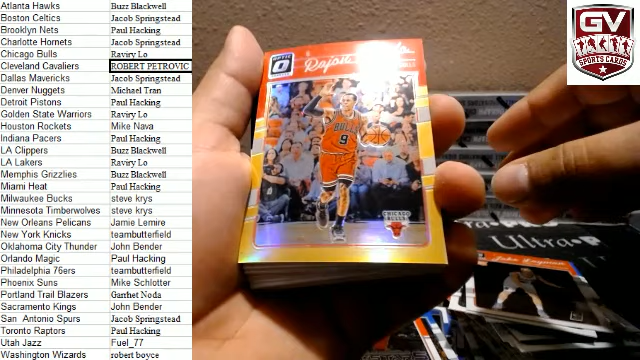 Atlanta Hawks Buzz Blackwell
Boston Celtics Jacob Springstead
Brooklyn Nets Paul Hacking
Charlotte Hornets Jacob Springstead
Chicago Bulls Raviry Lo
Cleveland Cavaliers ROBERT PETROVIC
Dallas Mavericks Jacob Springstead
Denver Nuggets Michael Tran
Detroit Pistons Paul Hacking
Golden State Warriors Raviry Lo
Houston Rockets Mike Nava
Indiana Pacers Paul Hacking
LA Clippers Buzz Blackwell
LA Lakers Raviry Lo
Memphis Grizzlies Buzz Blackwell
Miami Heat Paul Hacking
Milwaukee Bucks steve krys
Minnesota Timberwolves steve krys
New Orleans Pelicans Jamie Lemire
New York Knicks teambutterfield
Oklahoma City Thunder John Bender
Orlando Magic Paul Hacking
Philadelphia 76ers teambutterfield
Phoenix Suns Mike Schlotter
Portland Trail Blazers Garrhet Noda
Sacramento Kings John Bender
San Antonio Spurs Jacob Springstead
Toronto Raptors Paul Hacking
Utah Jazz Fuel_77
Washington Wizards robert boyce
GV
SPORTS CARDS
OPTIC
Rajon
BULLS
9
CHICAGO
BULLS
Ultra-P
Jake Layman